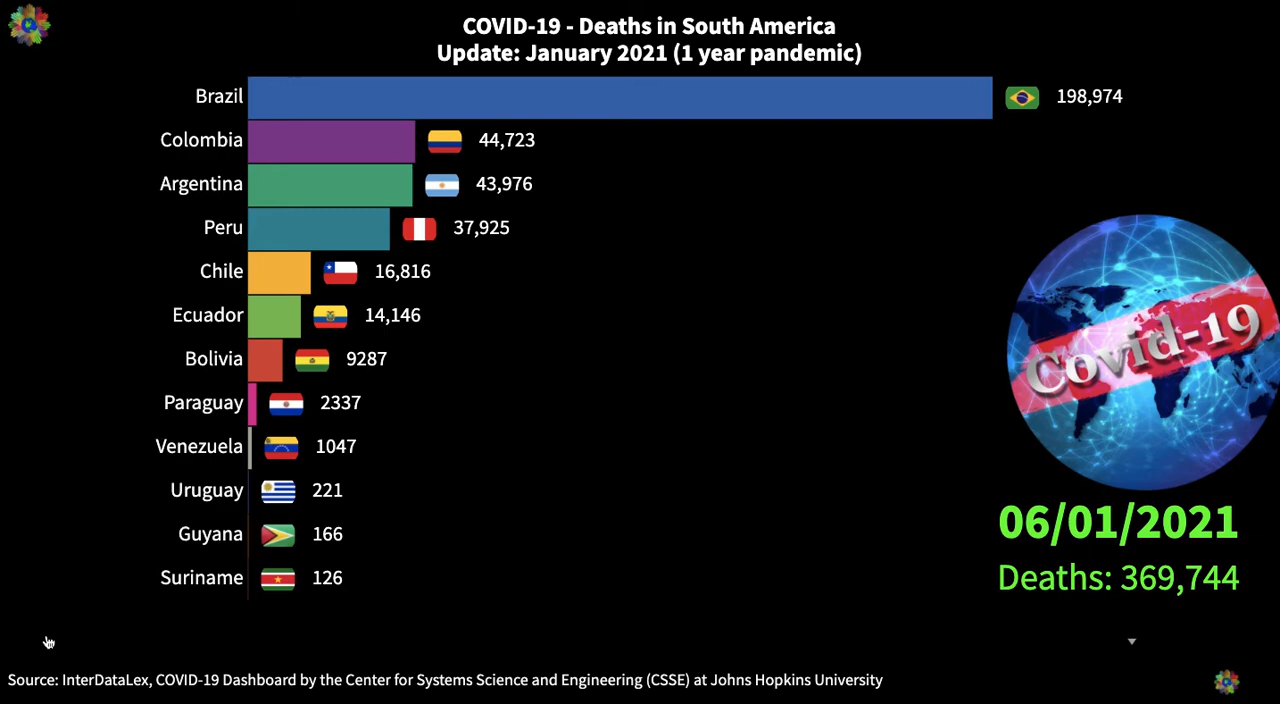 COVID-19 - Deaths in South America
Update: January 2021 (1 year pandemic)
Brazil 198,974
Colombia 44,723
Argentina 43,976
Peru 37,925
Chile 16,816
Ecuador 14,146
Bolivia 9287
Paraguay 2337
Venezuela 1047
Uruguay 221
Guyana 166
Suriname 126
Covid-19
06/01/2021
Deaths: 369,744
Source: InterDataLex, COVID-19 Dashboard by the Center for Systems Science and Engineering (CSSE) at Johns Hopkins University